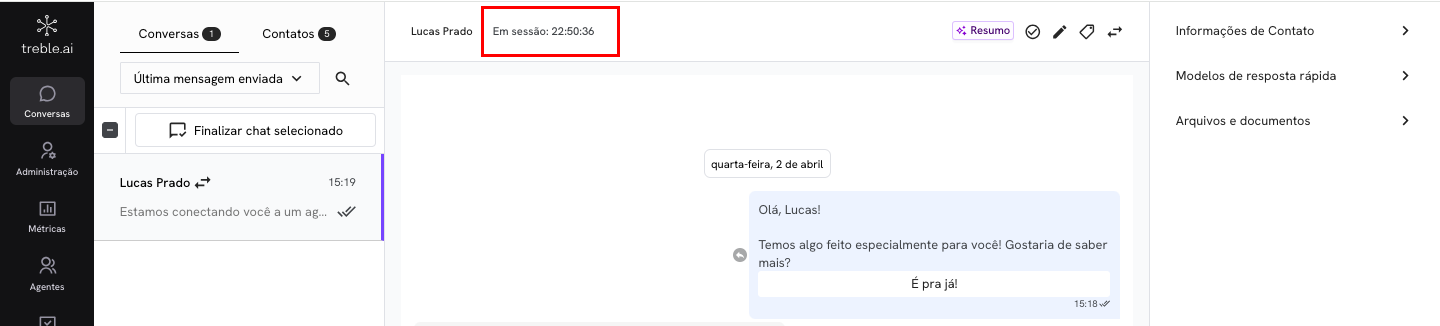 treble.ai
Conversas
Administração
Métricas
Agentes
Conversas 1
Contatos 5
Última mensagem enviada
Finalizar chat selecionado
Lucas Prado
15:19
Estamos conectando você a um ag...
Lucas Prado
Em sessão: 22:50:36
Resumo
quarta-feira, 2 de abril
Olá, Lucas!
Temos algo feito especialmente para você! Gostaria de saber
mais?
É pra já!
15:18
Informações de Contato
Modelos de resposta rápida
Arquivos e documentos